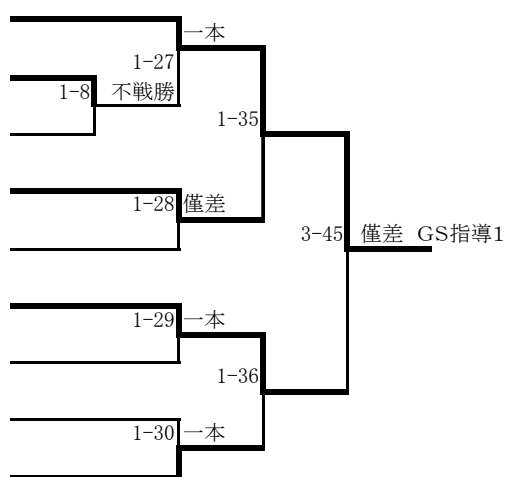 一本
1-27
1-8 不戦勝
1-35
1-28 僅差
3-45 僅差 GS指導1
1-29 一本
1-36
1-30 一本